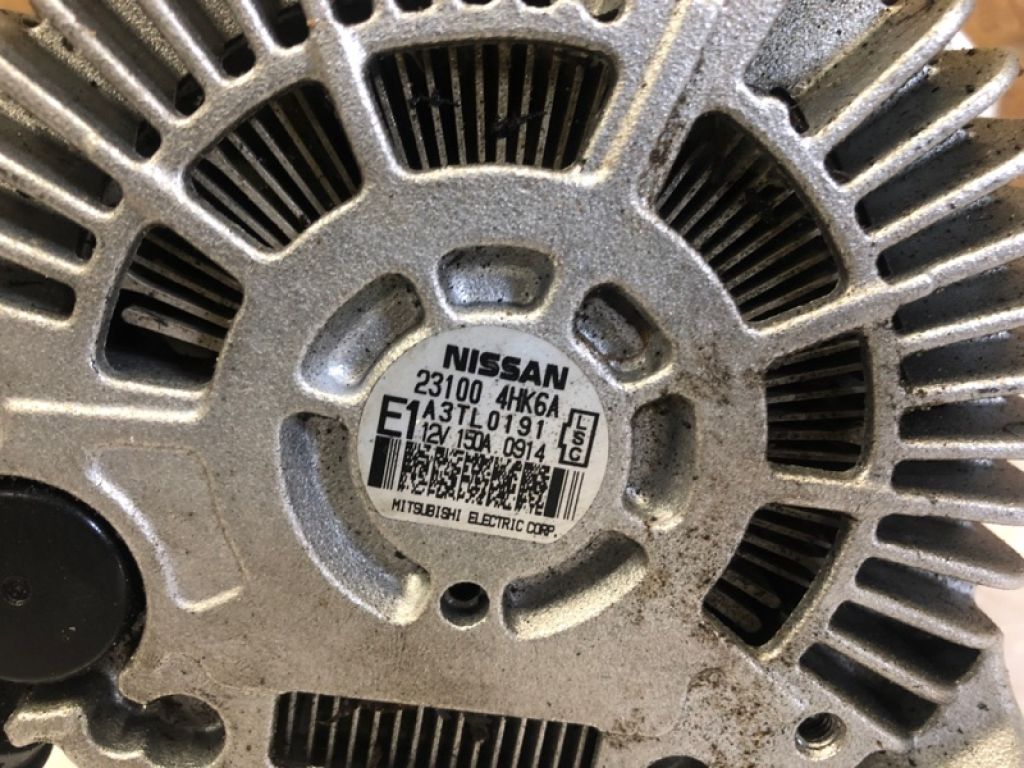 NISSAN
23100 4HK6A
E1 A3TL0191
12V 150A 0914
LSC
MITSUBISHI ELECTRIC CORP.